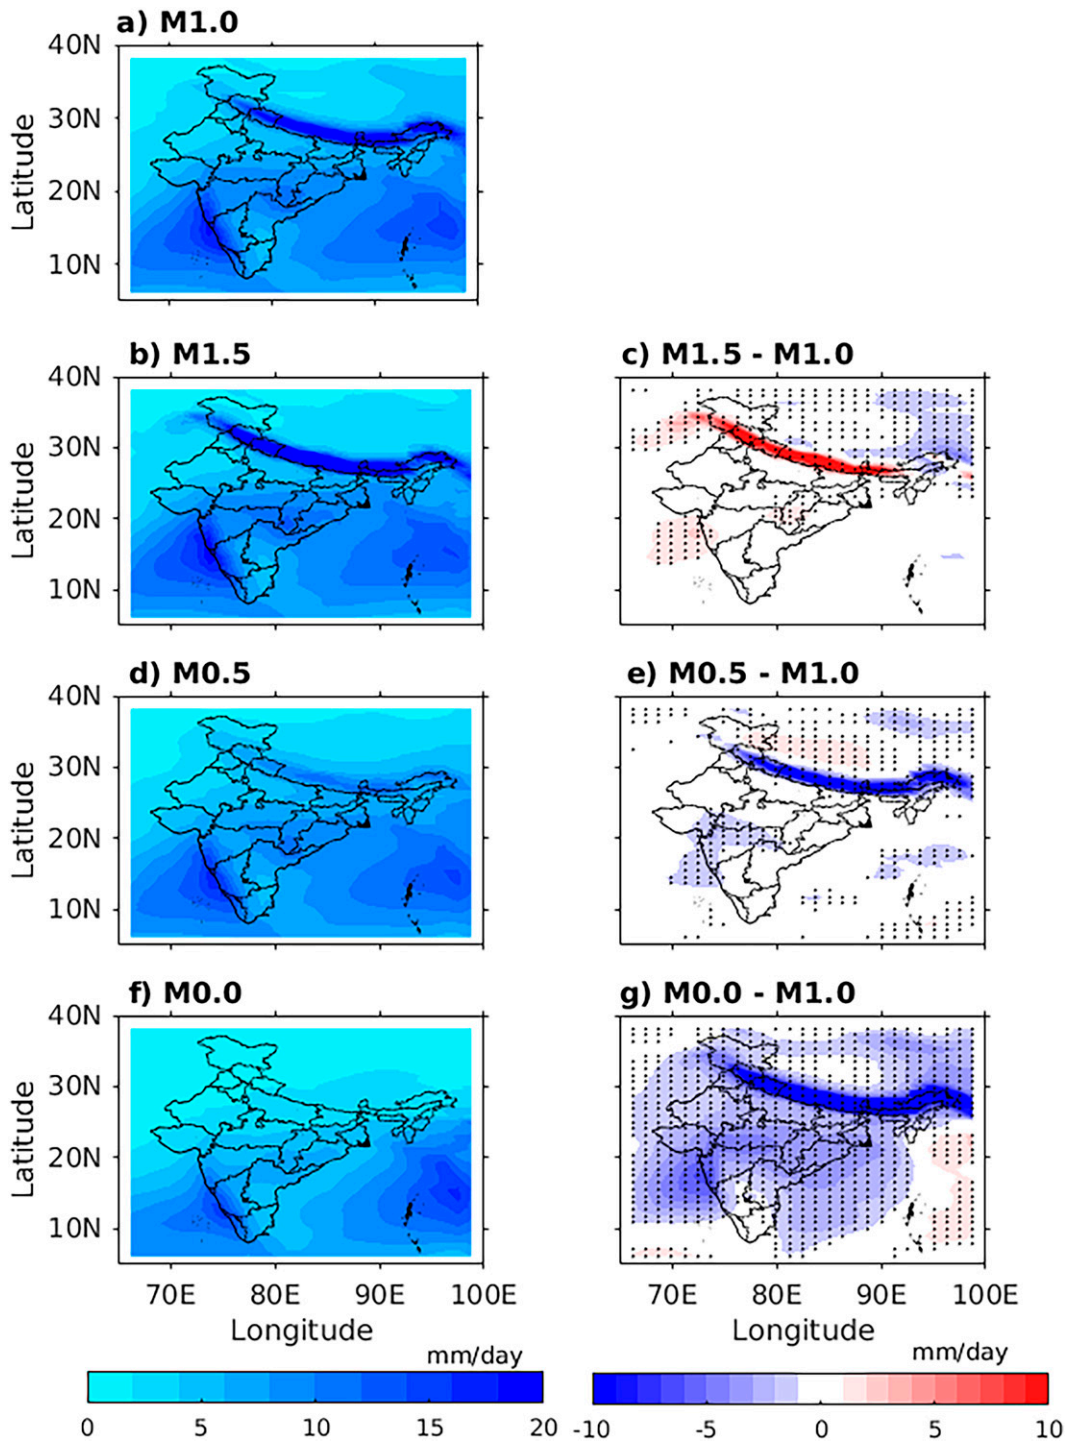 a) M1.0
40N
30N
20N
10N
Latitude
b) M1.5
40N
30N
20N
10N
Latitude
c) M1.5 - M1.0
d) M0.5
40N
30N
20N
10N
Latitude
e) M0.5 - M1.0
f) M0.0
40N
30N
20N
10N
Latitude
70E 80E 90E 100E
Longitude
g) M0.0 - M1.0
70E 80E 90E 100E
Longitude
mm/day
0 5 10 15 20
mm/day
-10 -5 0 5 10